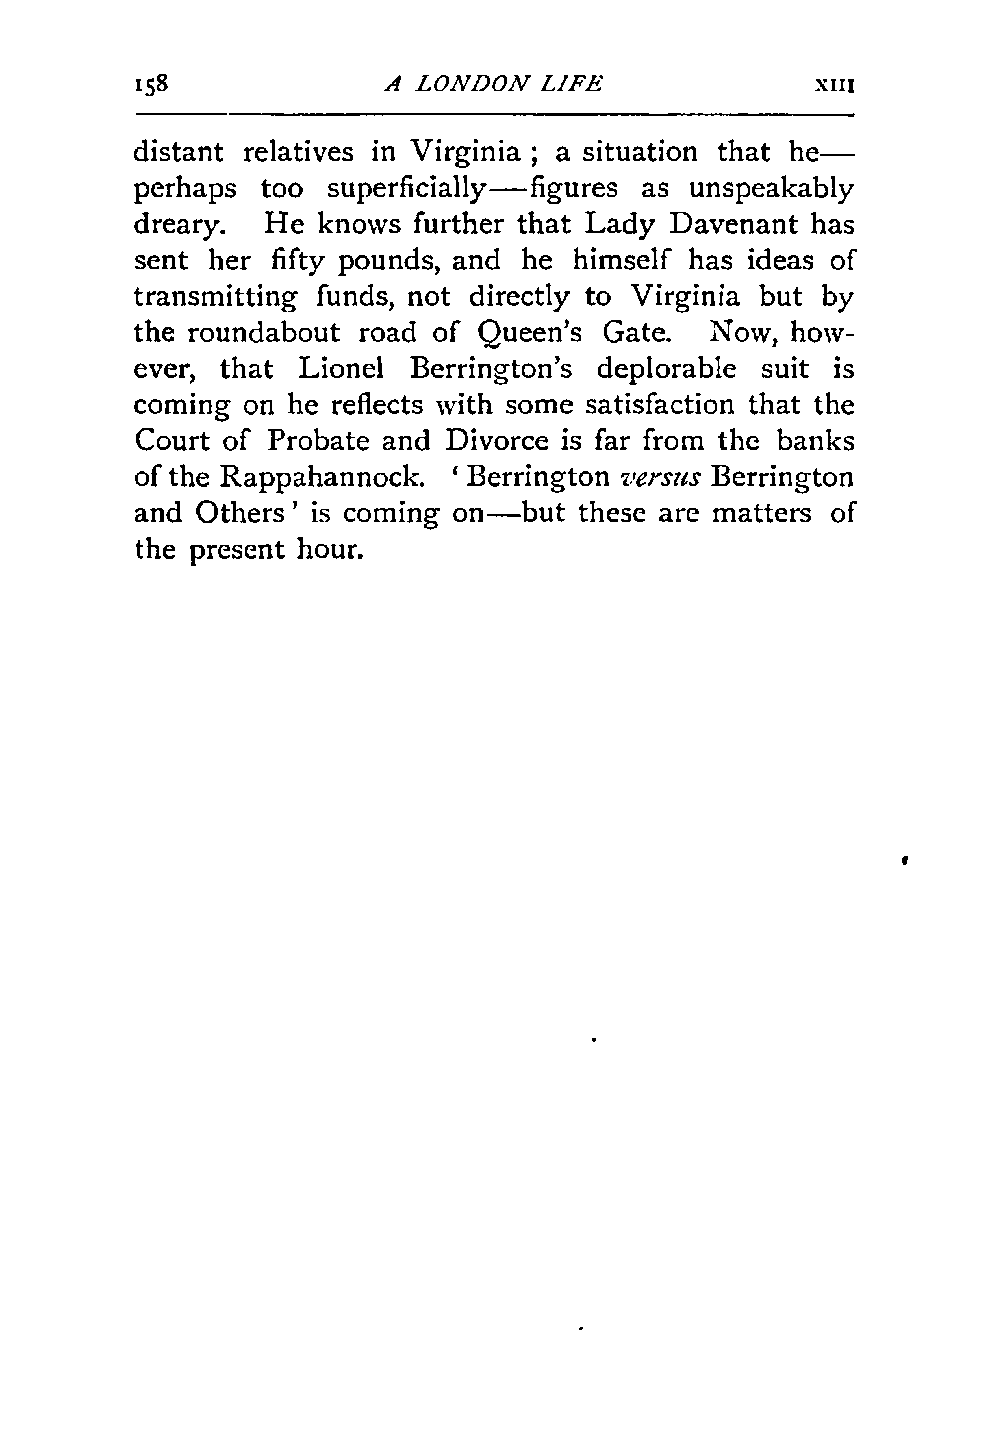 158 A LONDON LIFE XIII
distant relatives in Virginia ; a situation that he—
perhaps too superficially—figures as unspeakably
dreary. He knows further that Lady Davenant has
sent her fifty pounds, and he himself has ideas of
transmitting funds, not directly to Virginia but by
the roundabout road of Queen's Gate. Now, how-
ever, that Lionel Berrington's deplorable suit is
coming on he reflects with some satisfaction that the
Court of Probate and Divorce is far from the banks
of the Rappahannock. ‘ Berrington versus Berrington
and Others ’ is coming on—but these are matters of
the present hour.